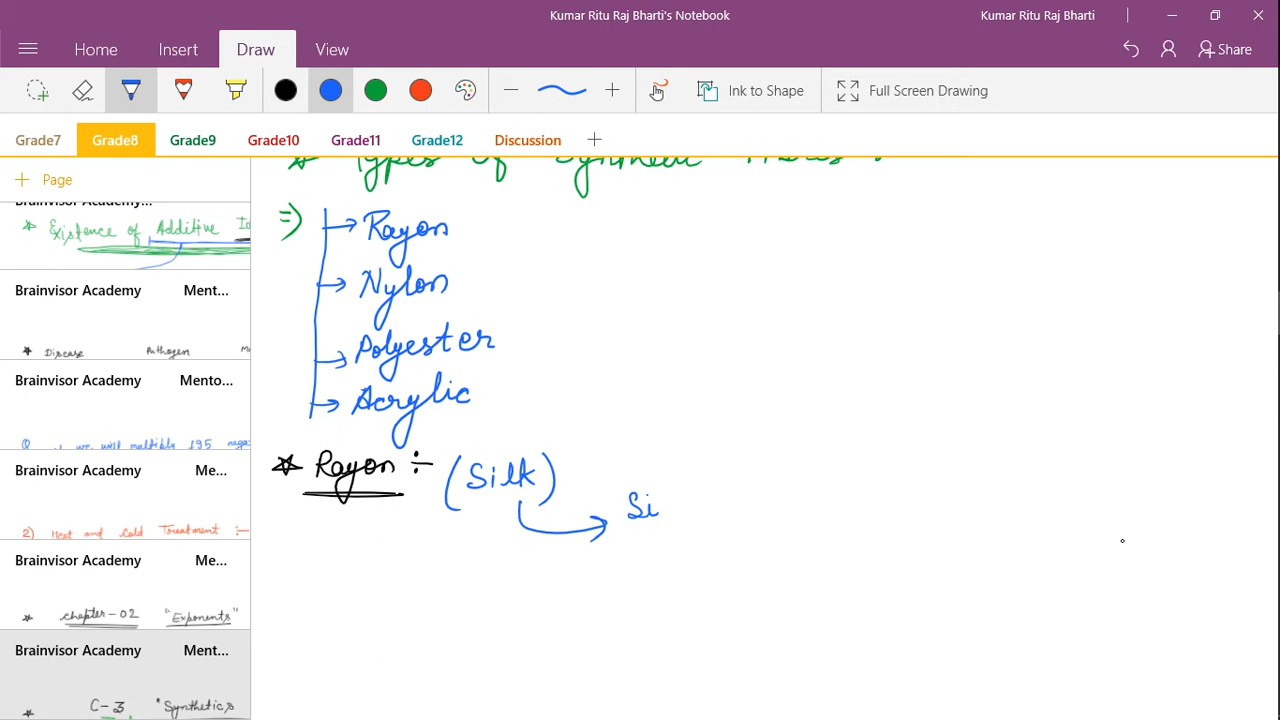 Kumar Ritu Raj Bharti's Notebook
Kumar Ritu Raj Bharti
Home Insert Draw View
Share
Ink to Shape
Full Screen Drawing
Grade7 Grade8 Grade9 Grade10 Grade11 Grade12 Discussion
Page
Brainvisor Academy...
* Existence of Additive
Brainvisor Academy Ment...
* Disease Pathogen
Brainvisor Academy Mento...
Brainvisor Academy Me...
2) Heat and Cold Treatment :-
Brainvisor Academy Me...
* Chapter-02 "Exponents"
Brainvisor Academy Ment...
* C-3 "Synthetics
* Types of Synthetic
=> Rayon
Nylon
Polyester
Acrylic
* Rayon ÷ (Silk)
Si